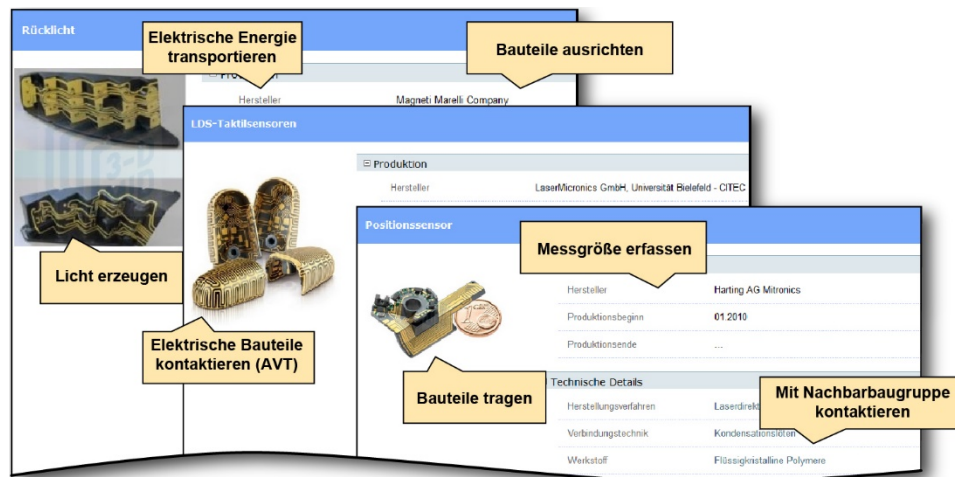 Rücklicht
Elektrische Energie
transportieren
Bauteile ausrichten
Hersteller
Magneti Marelli Company
LDS-Taktilsensoren
Produktion
Hersteller
LaserMicronics GmbH, Universität Bielefeld - CITEC
Positionssensor
Messgröße erfassen
Licht erzeugen
Hersteller
Harting AG Mitronics
Produktionsbeginn
01.2010
Produktionsende
...
Elektrische Bauteile
kontaktieren (AVT)
Bauteile tragen
Technische Details
Mit Nachbarbaugruppe
kontaktieren
Herstellungsverfahren
Verbindungstechnik
Kondensationslöten
Werkstoff
Flüssigkristalline Polymere